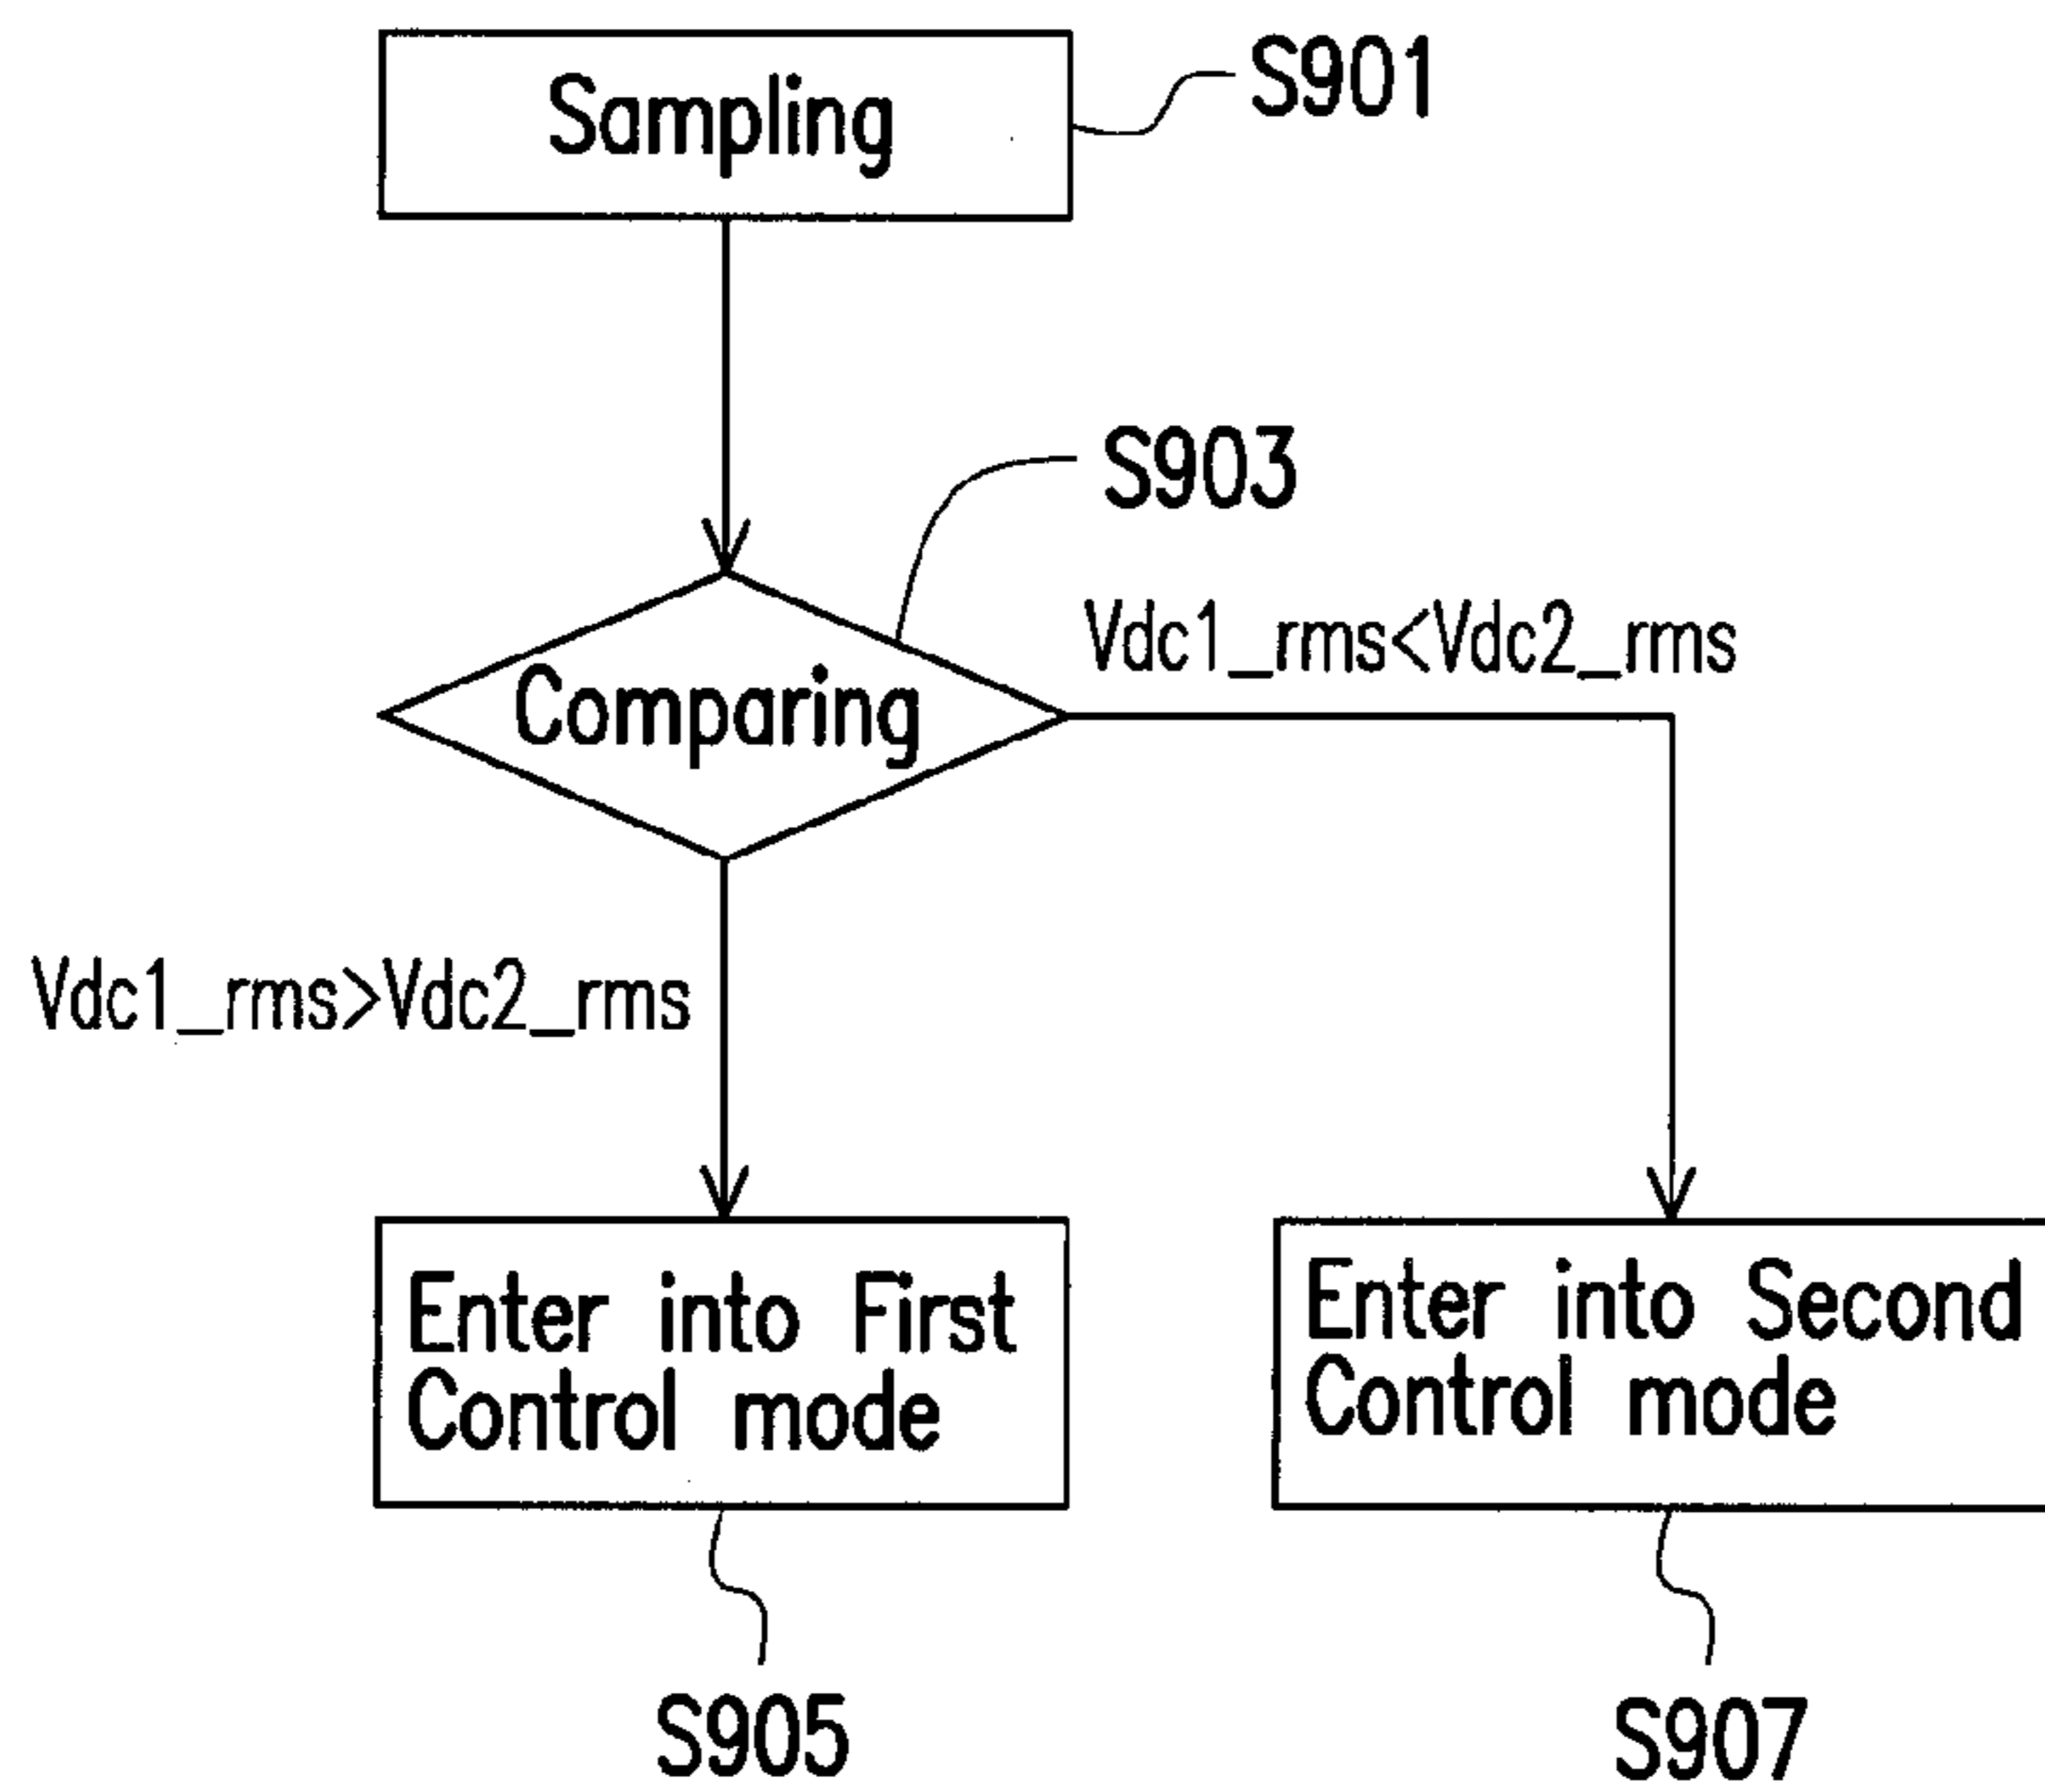 Sampling
S901
S903
Comparing
Vdc1_rms<Vdc2_rms
Vdc1_rms>Vdc2_rms
Enter into First
Control mode
Enter into Second
Control mode
S905
S907